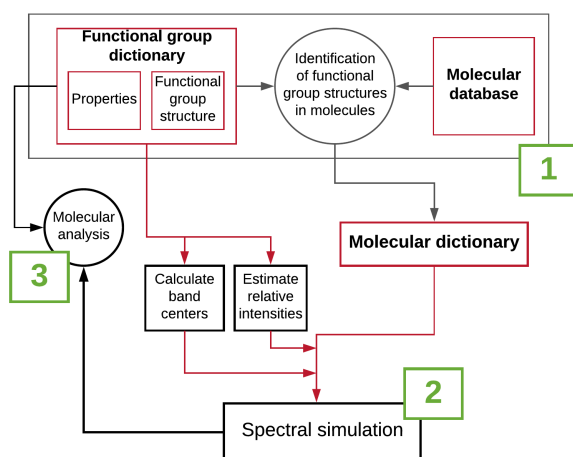 Functional group
dictionary
Properties
Functional
group
structure
Identification
of functional
group structures
in molecules
Molecular
database
1
Molecular
analysis
3
Calculate
band
centers
Estimate
relative
intensities
Molecular dictionary
2
Spectral simulation